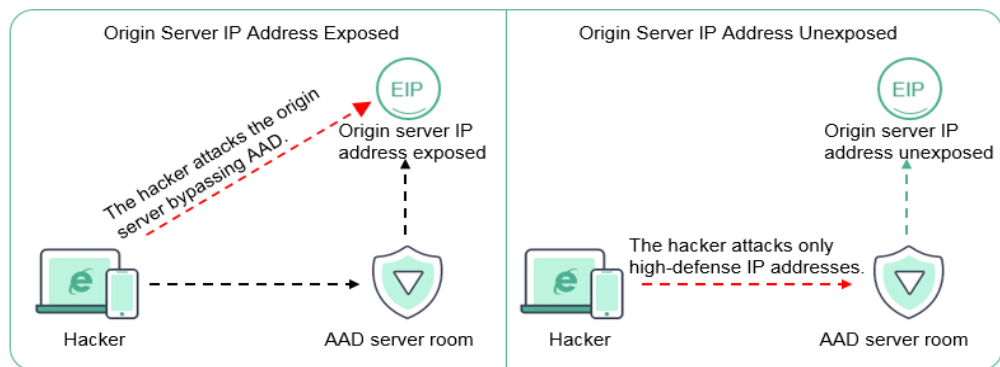 Origin Server IP Address Exposed
EIP
The hacker attacks the origin
server bypassing AAD.
Origin server IP
address exposed
Hacker
AAD server room
Origin Server IP Address Unexposed
EIP
Origin server IP
address unexposed
The hacker attacks only
high-defense IP addresses.
Hacker
AAD server room